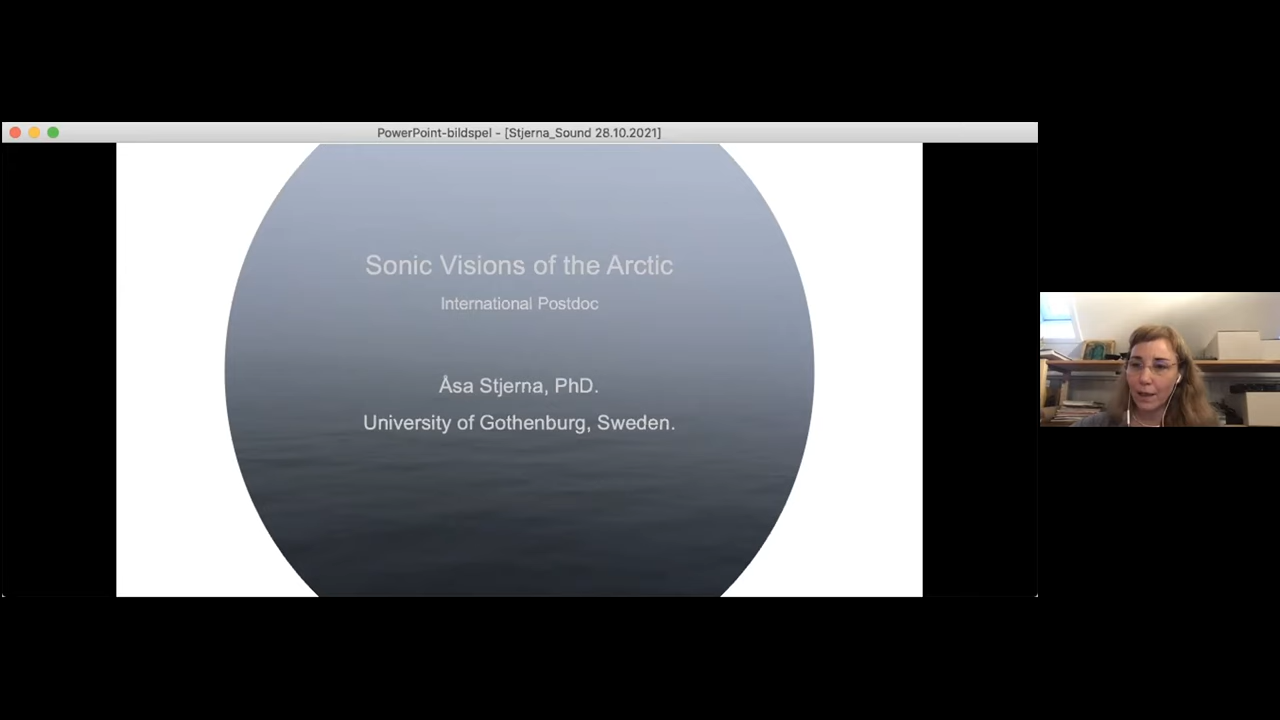 PowerPoint-bildspel - [Stjerna_Sound 28.10.2021]
Sonic Visions of the Arctic
International Postdoc
Åsa Stjerna, PhD.
University of Gothenburg, Sweden.